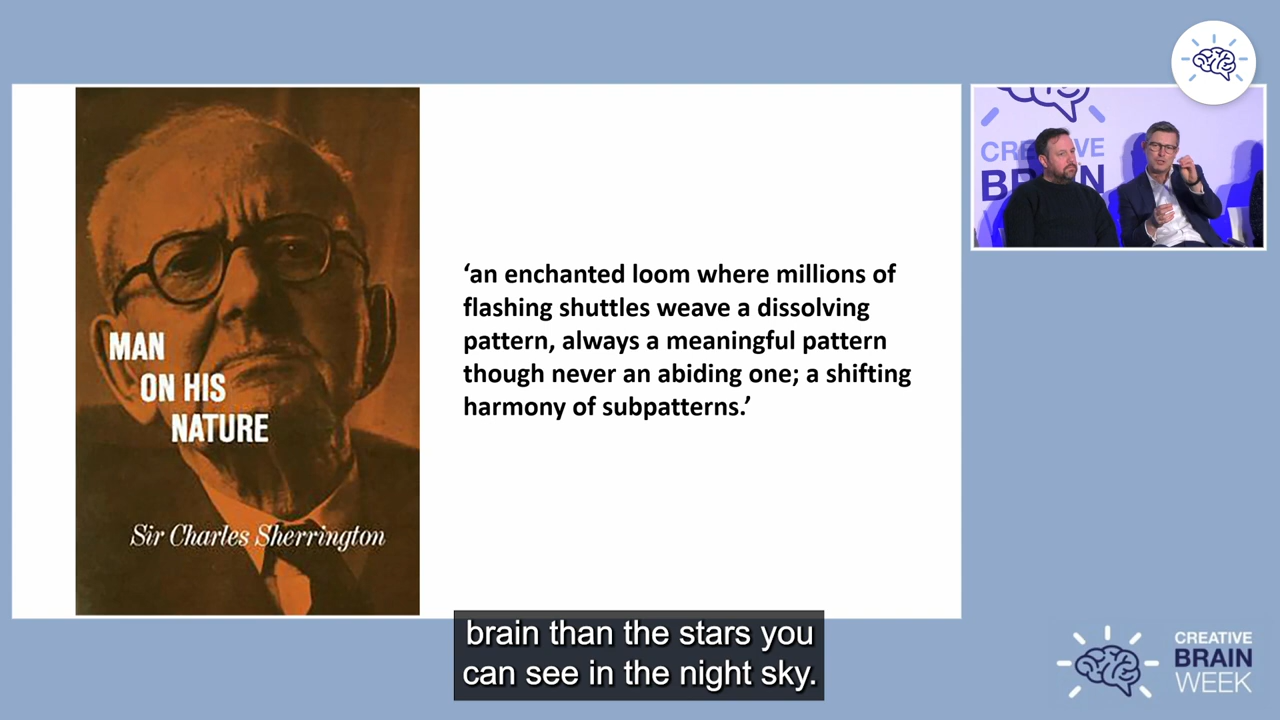 MAN
ON HIS
NATURE
Sir Charles Sherrington
‘an enchanted loom where millions of
flashing shuttles weave a dissolving
pattern, always a meaningful pattern
though never an abiding one; a shifting
harmony of subpatterns.’
CREATIVE
BRAIN
brain than the stars you
can see in the night sky.
CREATIVE
BRAIN
WEEK